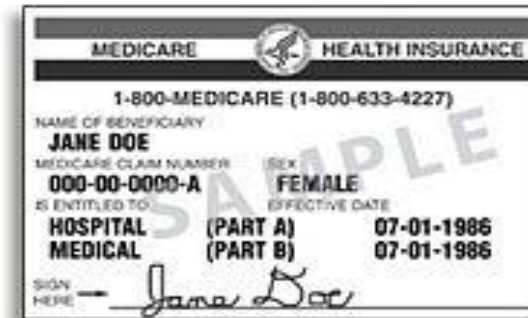 MEDICARE HEALTH INSURANCE
1-800-MEDICARE (1-800-633-4227)
NAME OF BENEFICIARY
JANE DOE
MEDICARE CLAIM NUMBER SEX
000-00-0000-A FEMALE
IS ENTITLED TO EFFECTIVE DATE
HOSPITAL (PART A) 07-01-1986
MEDICAL (PART B) 07-01-1986
SIGN
HERE Jane Doe
SAMPLE